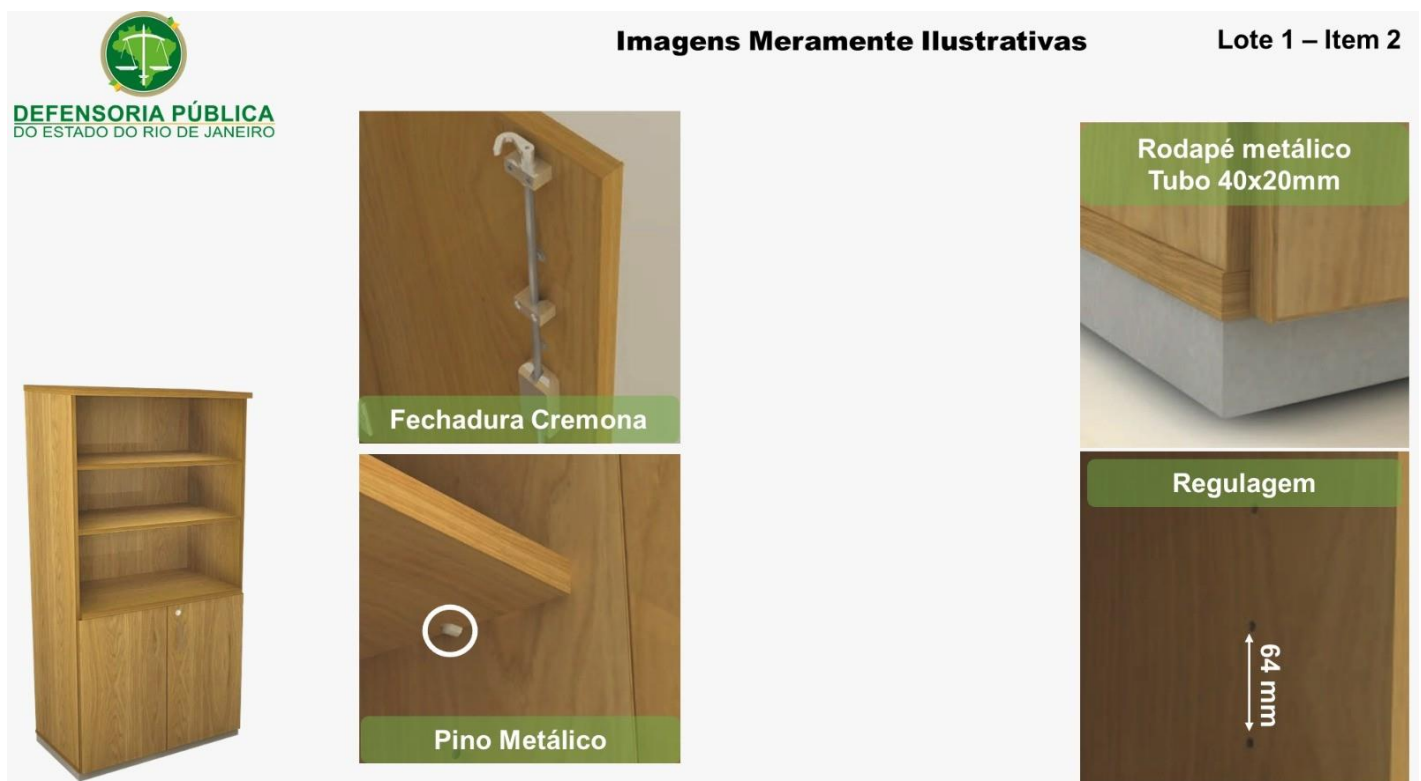 Imagens Meramente Ilustrativas
Lote 1 – Item 2
DEFENSORIA PÚBLICA
DO ESTADO DO RIO DE JANEIRO
Rodapé metálico
Tubo 40x20mm
Fechadura Cremona
Regulagem
64 mm
Pino Metálico